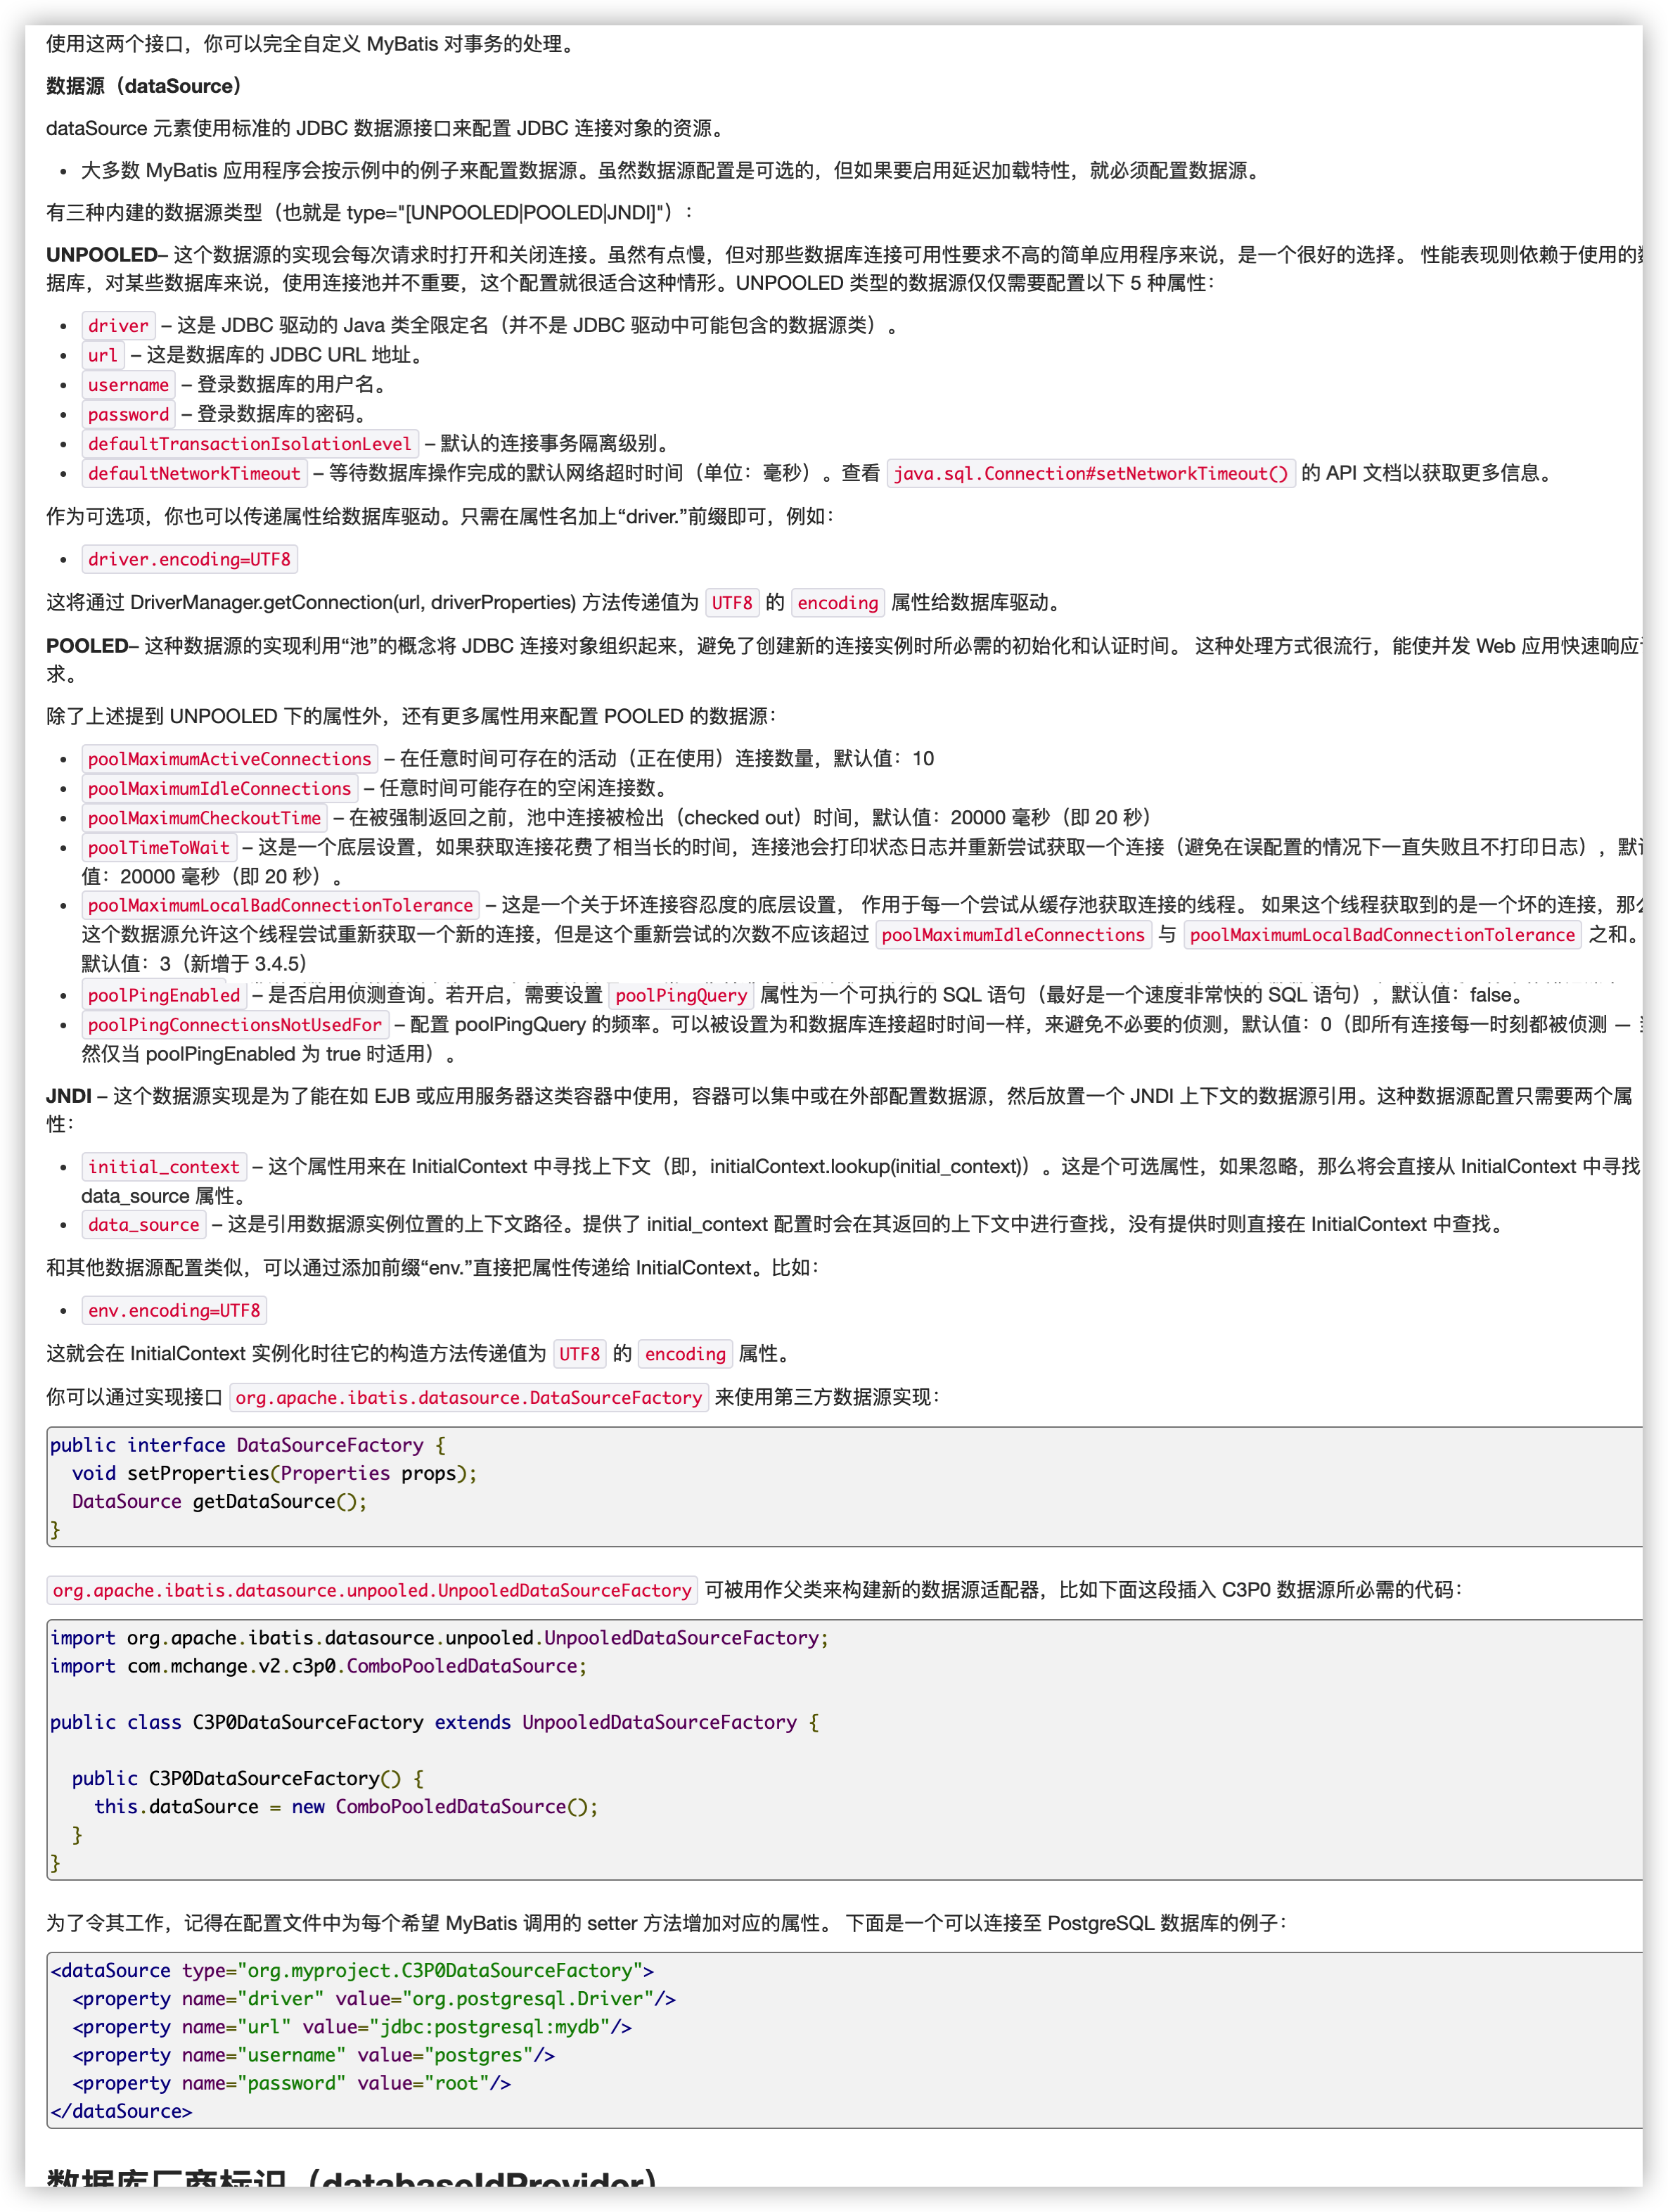 使用这两个接口，你可以完全自定义 MyBatis 对事务的处理。
数据源（dataSource）
dataSource 元素使用标准的 JDBC 数据源接口来配置 JDBC 连接对象的资源。
• 大多数 MyBatis 应用程序会按示例中的例子来配置数据源。虽然数据源配置是可选的，但如果要启用延迟加载特性，就必须配置数据源。
有三种内建的数据源类型（也就是 type="[UNPOOLED|POOLED|JNDI]"）：
UNPOOLED– 这个数据源的实现会每次请求时打开和关闭连接。虽然有点慢，但对那些数据库连接可用性要求不高的简单应用程序来说，是一个很好的选择。 性能表现则依赖于使用的
据库，对某些数据库来说，使用连接池并不重要，这个配置就很适合这种情形。UNPOOLED 类型的数据源仅仅需要配置以下 5 种属性：
• driver – 这是 JDBC 驱动的 Java 类全限定名（并不是 JDBC 驱动中可能包含的数据源类）。
• url – 这是数据库的 JDBC URL 地址。
• username – 登录数据库的用户名。
• password – 登录数据库的密码。
• defaultTransactionIsolationLevel – 默认的连接事务隔离级别。
• defaultNetworkTimeout – 等待数据库操作完成的默认网络超时时间（单位：毫秒）。查看 java.sql.Connection#setNetworkTimeout() 的 API 文档以获取更多信息。
作为可选项，你也可以传递属性给数据库驱动。只需在属性名加上“driver.”前缀即可，例如：
• driver.encoding=UTF8
这将通过 DriverManager.getConnection(url, driverProperties) 方法传递值为 UTF8 的 encoding 属性给数据库驱动。
POOLED– 这种数据源的实现利用“池”的概念将 JDBC 连接对象组织起来，避免了创建新的连接实例时所必需的初始化和认证时间。 这种处理方式很流行，能使并发 Web 应用快速响应
求。
除了上述提到 UNPOOLED 下的属性外，还有更多属性用来配置 POOLED 的数据源：
• poolMaximumActiveConnections – 在任意时间可存在的活动（正在使用）连接数量，默认值：10
• poolMaximumIdleConnections – 任意时间可能存在的空闲连接数。
• poolMaximumCheckoutTime – 在被强制返回之前，池中连接被检出（checked out）时间，默认值：20000 毫秒（即 20 秒）
• poolTimeToWait – 这是一个底层设置，如果获取连接花费了相当长的时间，连接池会打印状态日志并重新尝试获取一个连接（避免在误配置的情况下一直失败且不打印日志），默
值：20000 毫秒（即 20 秒）。
• poolMaximumLocalBadConnectionTolerance – 这是一个关于坏连接容忍度的底层设置， 作用于每一个尝试从缓存池获取连接的线程。 如果这个线程获取到的是一个坏的连接，那
这个数据源允许这个线程尝试重新获取一个新的连接，但是这个重新尝试的次数不应该超过 poolMaximumIdleConnections 与 poolMaximumLocalBadConnectionTolerance 之和。
默认值：3（新增于 3.4.5）
• poolPingEnabled – 是否启用侦测查询。若开启，需要设置 poolPingQuery 属性为一个可执行的 SQL 语句（最好是一个速度非常快的 SQL 语句），默认值：false。
• poolPingConnectionsNotUsedFor – 配置 poolPingQuery 的频率。可以被设置为和数据库连接超时时间一样，来避免不必要的侦测，默认值：0（即所有连接每一时刻都被侦测 —
然仅当 poolPingEnabled 为 true 时适用）。
JNDI – 这个数据源实现是为了能在如 EJB 或应用服务器这类容器中使用，容器可以集中或在外部配置数据源，然后放置一个 JNDI 上下文的数据源引用。这种数据源配置只需要两个属
性：
• initial_context – 这个属性用来在 InitialContext 中寻找上下文（即，initialContext.lookup(initial_context)）。这是个可选属性，如果忽略，那么将会直接从 InitialContext 中寻找
data_source 属性。
• data_source – 这是引用数据源实例位置的上下文路径。提供了 initial_context 配置时会在其返回的上下文中进行查找，没有提供时则直接在 InitialContext 中查找。
和其他数据源配置类似，可以通过添加前缀“env.”直接把属性传递给 InitialContext。比如：
• env.encoding=UTF8
这就会在 InitialContext 实例化时往它的构造方法传递值为 UTF8 的 encoding 属性。
你可以通过实现接口 org.apache.ibatis.datasource.DataSourceFactory 来使用第三方数据源实现：
public interface DataSourceFactory {
  void setProperties(Properties props);
  DataSource getDataSource();
}
org.apache.ibatis.datasource.unpooled.UnpooledDataSourceFactory 可被用作父类来构建新的数据源适配器，比如下面这段插入 C3P0 数据源所必需的代码：
import org.apache.ibatis.datasource.unpooled.UnpooledDataSourceFactory;
import com.mchange.v2.c3p0.ComboPooledDataSource;
public class C3P0DataSourceFactory extends UnpooledDataSourceFactory {
  public C3P0DataSourceFactory() {
    this.dataSource = new ComboPooledDataSource();
  }
}
为了令其工作，记得在配置文件中为每个希望 MyBatis 调用的 setter 方法增加对应的属性。 下面是一个可以连接至 PostgreSQL 数据库的例子：
<dataSource type="org.myproject.C3P0DataSourceFactory">
  <property name="driver" value="org.postgresql.Driver"/>
  <property name="url" value="jdbc:postgresql:mydb"/>
  <property name="username" value="postgres"/>
  <property name="password" value="root"/>
</dataSource>
数据库厂商标识（databaseIdProvider）